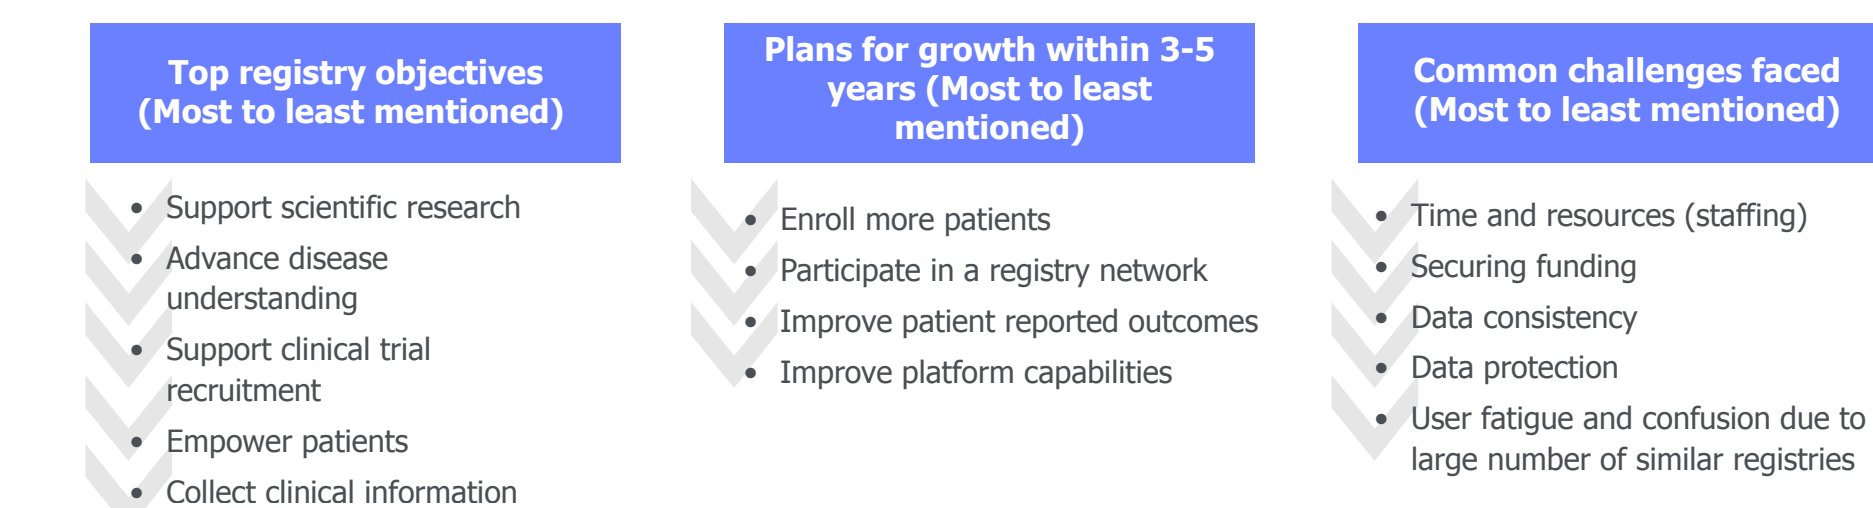 Top registry objectives
(Most to least mentioned)
• Support scientific research
• Advance disease
understanding
• Support clinical trial
recruitment
• Empower patients
• Collect clinical information
Plans for growth within 3-5
years (Most to least
mentioned)
• Enroll more patients
• Participate in a registry network
• Improve patient reported outcomes
• Improve platform capabilities
Common challenges faced
(Most to least mentioned)
• Time and resources (staffing)
• Securing funding
• Data consistency
• Data protection
• User fatigue and confusion due to
large number of similar registries